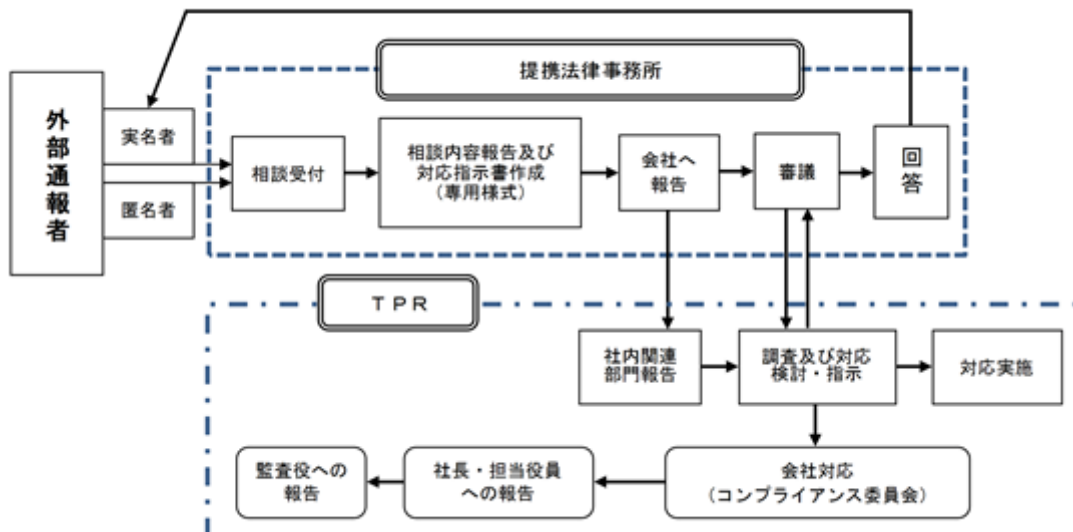 提携法律事務所
外部通報者
実名者
匿名者
相談受付
相談内容報告及び
対応指示書作成
（専用様式）
会社へ
報告
審議
回答
ＴＰＲ
社内関連
部門報告
調査及び対応
検討・指示
対応実施
監査役への
報告
社長・担当役員
への報告
会社対応
（コンプライアンス委員会）